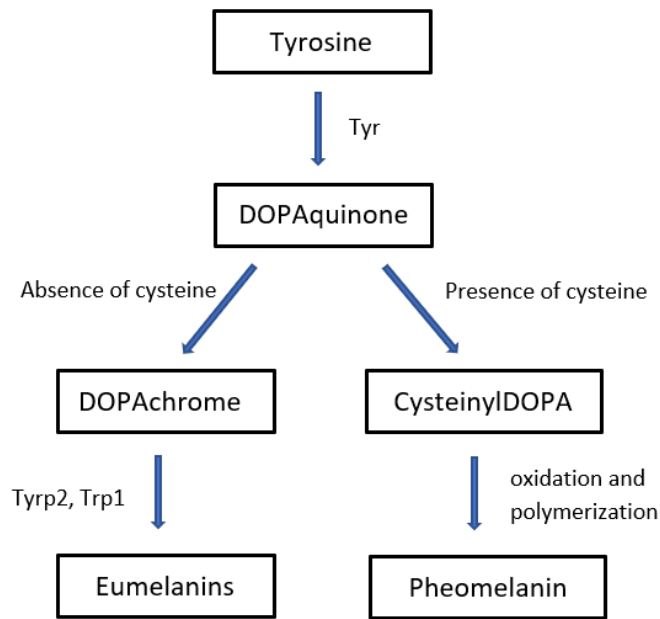 Tyrosine
Tyr
DOPAquinone
Absence of cysteine
Presence of cysteine
DOPAchrome
CysteinylDOPA
Tyrp2, Trp1
oxidation and
polymerization
Eumelanins
Pheomelanin